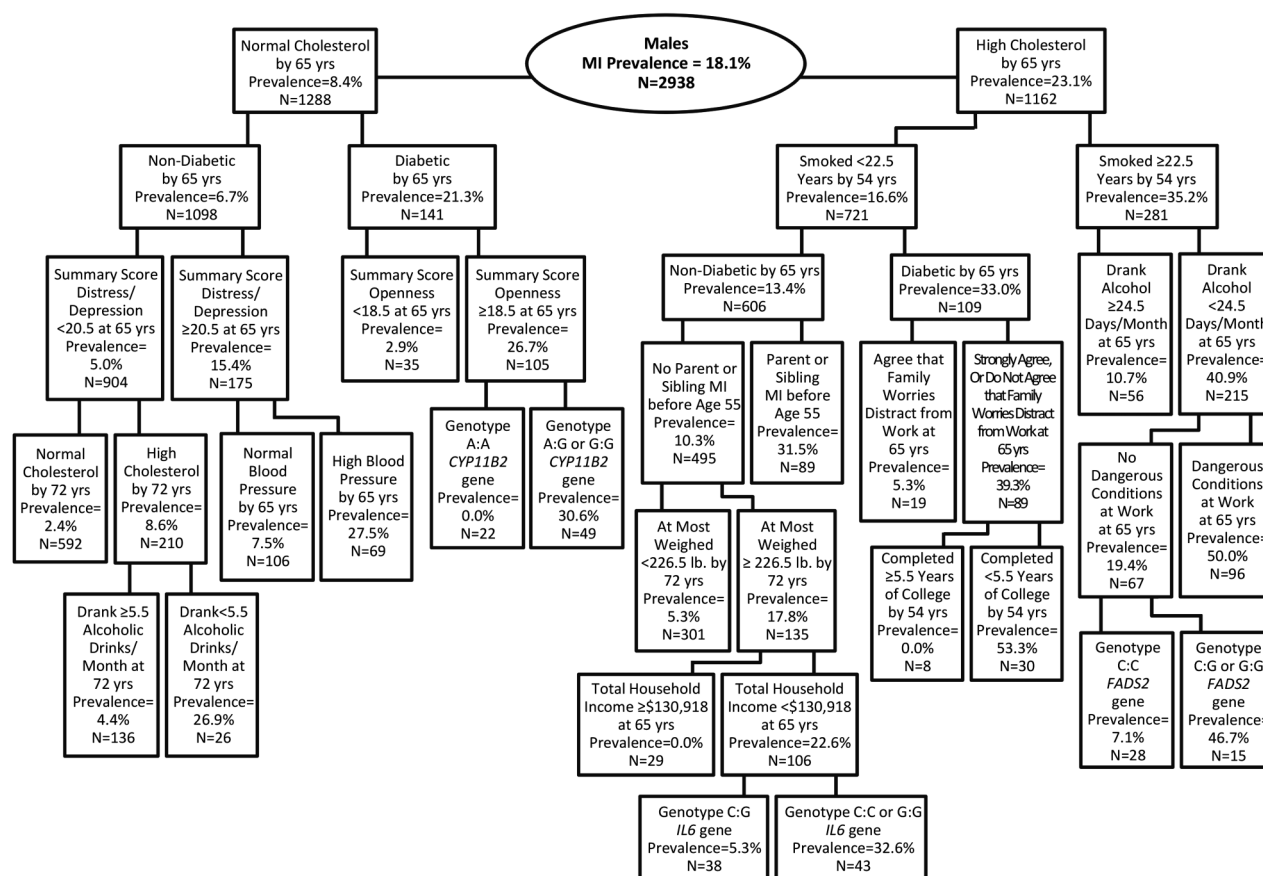 Males
MI Prevalence = 18.1%
N=2938
Normal Cholesterol
by 65 yrs
Prevalence=8.4%
N=1288
High Cholesterol
by 65 yrs
Prevalence=23.1%
N=1162
Non-Diabetic
by 65 yrs
Prevalence=6.7%
N=1098
Diabetic
by 65 yrs
Prevalence=21.3%
N=141
Smoked <22.5
Years by 54 yrs
Prevalence=16.6%
N=721
Smoked ≥22.5
Years by 54 yrs
Prevalence=35.2%
N=281
Summary Score
Distress/
Depression
<20.5 at 65 yrs
Prevalence=
5.0%
N=904
Summary Score
Distress/
Depression
≥20.5 at 65 yrs
Prevalence=
15.4%
N=175
Summary Score
Openness
<18.5 at 65 yrs
Prevalence=
2.9%
N=35
Summary Score
Openness
≥18.5 at 65 yrs
Prevalence=
26.7%
N=105
Non-Diabetic by 65 yrs
Prevalence=13.4%
N=606
Diabetic by 65 yrs
Prevalence=33.0%
N=109
Drank
Alcohol
≥24.5
Days/Month
at 65 yrs
Prevalence=
10.7%
N=56
Drank
Alcohol
<24.5
Days/Month
at 65 yrs
Prevalence=
40.9%
N=215
No Parent or
Sibling MI
before Age 55
Prevalence=
10.3%
N=495
Parent or
Sibling
MI before
Age 55
Prevalence=
31.5%
N=89
Agree that
Family
Worries
Distract from
Work at
65 yrs
Prevalence=
5.3%
N=19
Strongly Agree,
Or Do Not Agree
that Family
Worries Distract
from Work at
65 yrs
Prevalence=
39.3%
N=89
Normal
Cholesterol
by 72 yrs
Prevalence=
2.4%
N=592
High
Cholesterol
by 72 yrs
Prevalence=
8.6%
N=210
Normal
Blood
Pressure
by 65 yrs
Prevalence=
7.5%
N=106
High Blood
Pressure
by 65 yrs
Prevalence=
27.5%
N=69
Genotype
A:A
CYP11B2
gene
Prevalence=
0.0%
N=22
Genotype
A:G or G:G
CYP11B2
gene
Prevalence=
30.6%
N=49
No
Dangerous
Conditions
at Work
at 65 yrs
Prevalence=
19.4%
N=67
Dangerous
Conditions
at Work
at 65 yrs
Prevalence=
50.0%
N=96
At Most
Weighed
<226.5 lb. by
72 yrs
Prevalence=
5.3%
N=301
At Most
Weighed
≥ 226.5 lb. by
72 yrs
Prevalence=
17.8%
N=135
Completed
≥5.5 Years
of College
by 54 yrs
Prevalence=
0.0%
N=8
Completed
<5.5 Years
of College
by 54 yrs
Prevalence=
53.3%
N=30
Drank ≥5.5
Alcoholic
Drinks/
Month at
72 yrs
Prevalence=
4.4%
N=136
Drank<5.5
Alcoholic
Drinks/
Month at
72 yrs
Prevalence=
26.9%
N=26
Genotype
C:C
FADS2
gene
Prevalence=
7.1%
N=28
Genotype
C:G or G:G
FADS2
gene
Prevalence=
46.7%
N=15
Total Household
Income ≥$130,918
at 65 yrs
Prevalence=0.0%
N=29
Total Household
Income <$130,918
at 65 yrs
Prevalence=22.6%
N=106
Genotype C:G
IL6 gene
Prevalence=5.3%
N=38
Genotype C:C or G:G
IL6 gene
Prevalence=32.6%
N=43